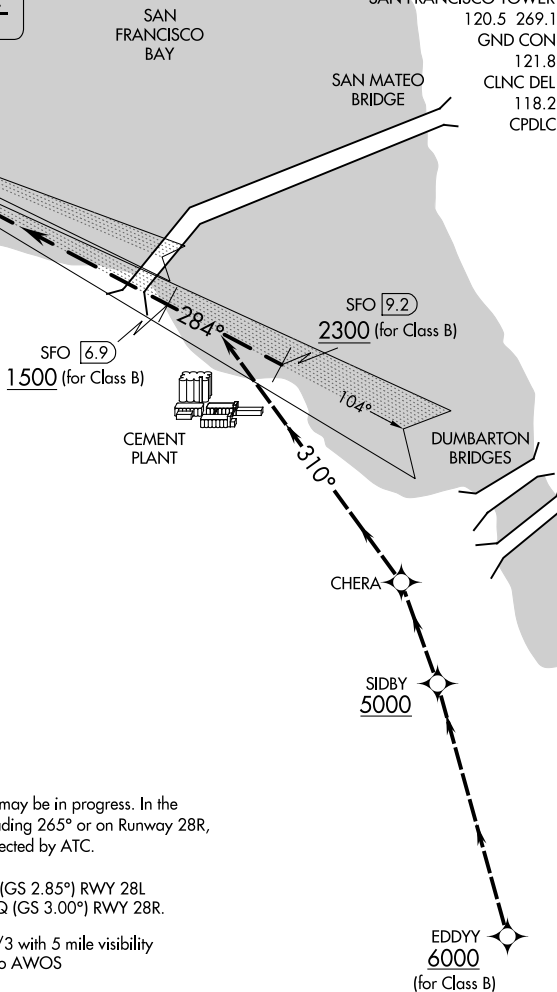 SAN FRANCISCO TOWER
120.5 269.1
GND CON
121.8
CLNC DEL
118.2
CPDLC
SAN
FRANCISCO
BAY
SAN MATEO
BRIDGE
SFO 9.2
2300 (for Class B)
284°
SFO 6.9
1500 (for Class B)
104°
CEMENT
PLANT
DUMBARTON
BRIDGES
310°
CHERA
SIDBY
5000
may be in progress. In the
ding 265° or on Runway 28R,
ected by ATC.
(GS 2.85°) RWY 28L
Q (GS 3.00°) RWY 28R.
/3 with 5 mile visibility
o AWOS
EDDYY
6000
(for Class B)